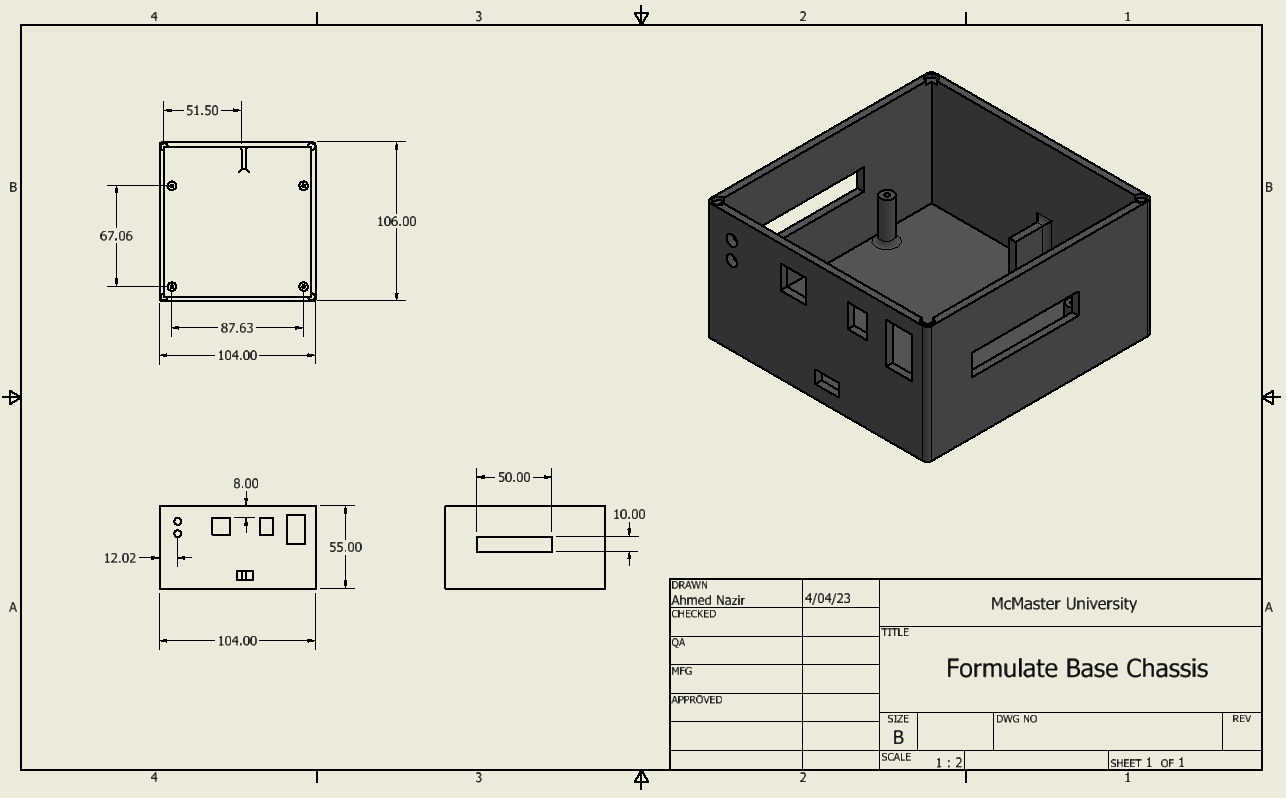 4 3 2 1
B B
51.50
67.06
106.00
87.63
104.00
8.00
12.02
55.00
104.00
50.00
10.00
A A
DRAWN
Ahmed Nazir 4/04/23
CHECKED
QA
MFG
APPROVED
McMaster University
TITLE
Formulate Base Chassis
SIZE DWG NO REV
B
SCALE 1 : 2 SHEET 1 OF 1
4 3 2 1